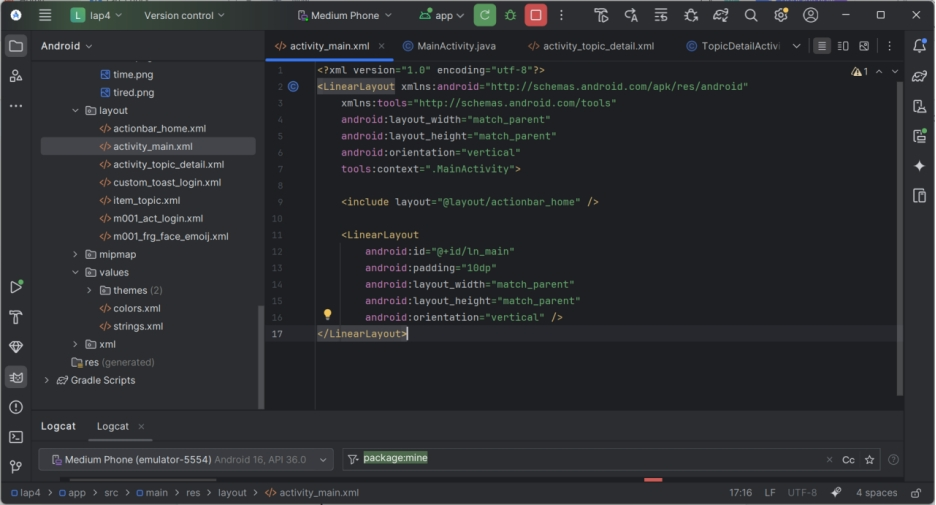 lap4
Version control
Medium Phone
app
Android
activity_main.xml
MainActivity.java
activity_topic_detail.xml
TopicDetailActivi
time.png
tired.png
layout
actionbar_home.xml
activity_main.xml
activity_topic_detail.xml
custom_toast_login.xml
item_topic.xml
m001_act_login.xml
m001_frg_face_emoij.xml
mipmap
values
themes (2)
colors.xml
strings.xml
xml
res (generated)
Gradle Scripts
1 <?xml version="1.0" encoding="utf-8"?>
2 <LinearLayout xmlns:android="http://schemas.android.com/apk/res/android"
3 xmlns:tools="http://schemas.android.com/tools"
4 android:layout_width="match_parent"
5 android:layout_height="match_parent"
6 android:orientation="vertical"
7 tools:context=".MainActivity">
8
9 <include layout="@layout/actionbar_home" />
10
11 <LinearLayout
12 android:id="@+id/ln_main"
13 android:padding="10dp"
14 android:layout_width="match_parent"
15 android:layout_height="match_parent"
16 android:orientation="vertical" />
17 </LinearLayout>
1
Logcat
Logcat
Medium Phone (emulator-5554) Android 16, API 36.0
package:mine
Cc
lap4 > app > src > main > res > layout > activity_main.xml
17:16 LF UTF-8 4 spaces